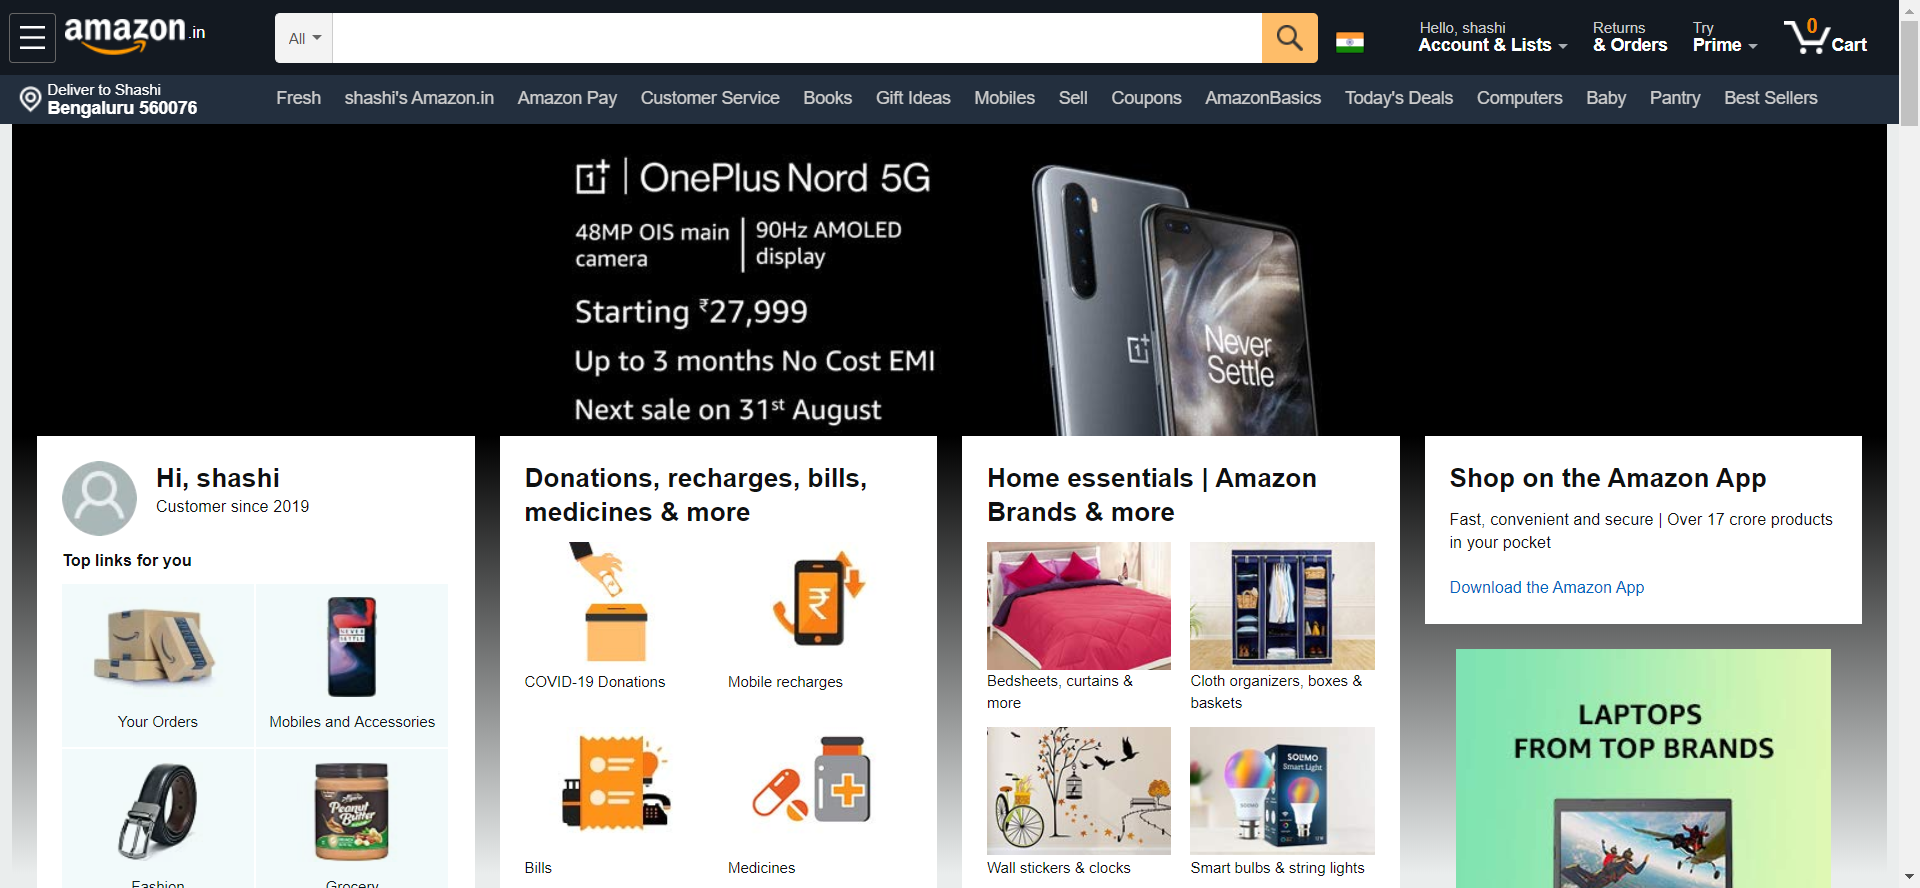 amazon.in
All
Hello, shashi
Account & Lists
Returns
& Orders
Try
Prime
0
Cart
Deliver to Shashi
Bengaluru 560076
Fresh
shashi's Amazon.in
Amazon Pay
Customer Service
Books
Gift Ideas
Mobiles
Sell
Coupons
AmazonBasics
Today's Deals
Computers
Baby
Pantry
Best Sellers
OnePlus Nord 5G
48MP OIS main
camera
90Hz AMOLED
display
Starting ₹27,999
Up to 3 months No Cost EMI
Next sale on 31st August
Never
Settle
Hi, shashi
Customer since 2019
Top links for you
NEVER
SETTLE
Your Orders
Mobiles and Accessories
Peanut
Butter
Fashion
Grocery
Donations, recharges, bills,
medicines & more
₹
COVID-19 Donations
Mobile recharges
Bills
Medicines
Home essentials | Amazon
Brands & more
Bedsheets, curtains &
more
Cloth organizers, boxes &
baskets
SOLIMO
Smart Light
Wall stickers & clocks
Smart bulbs & string lights
Shop on the Amazon App
Fast, convenient and secure | Over 17 crore products
in your pocket
Download the Amazon App
LAPTOPS
FROM TOP BRANDS